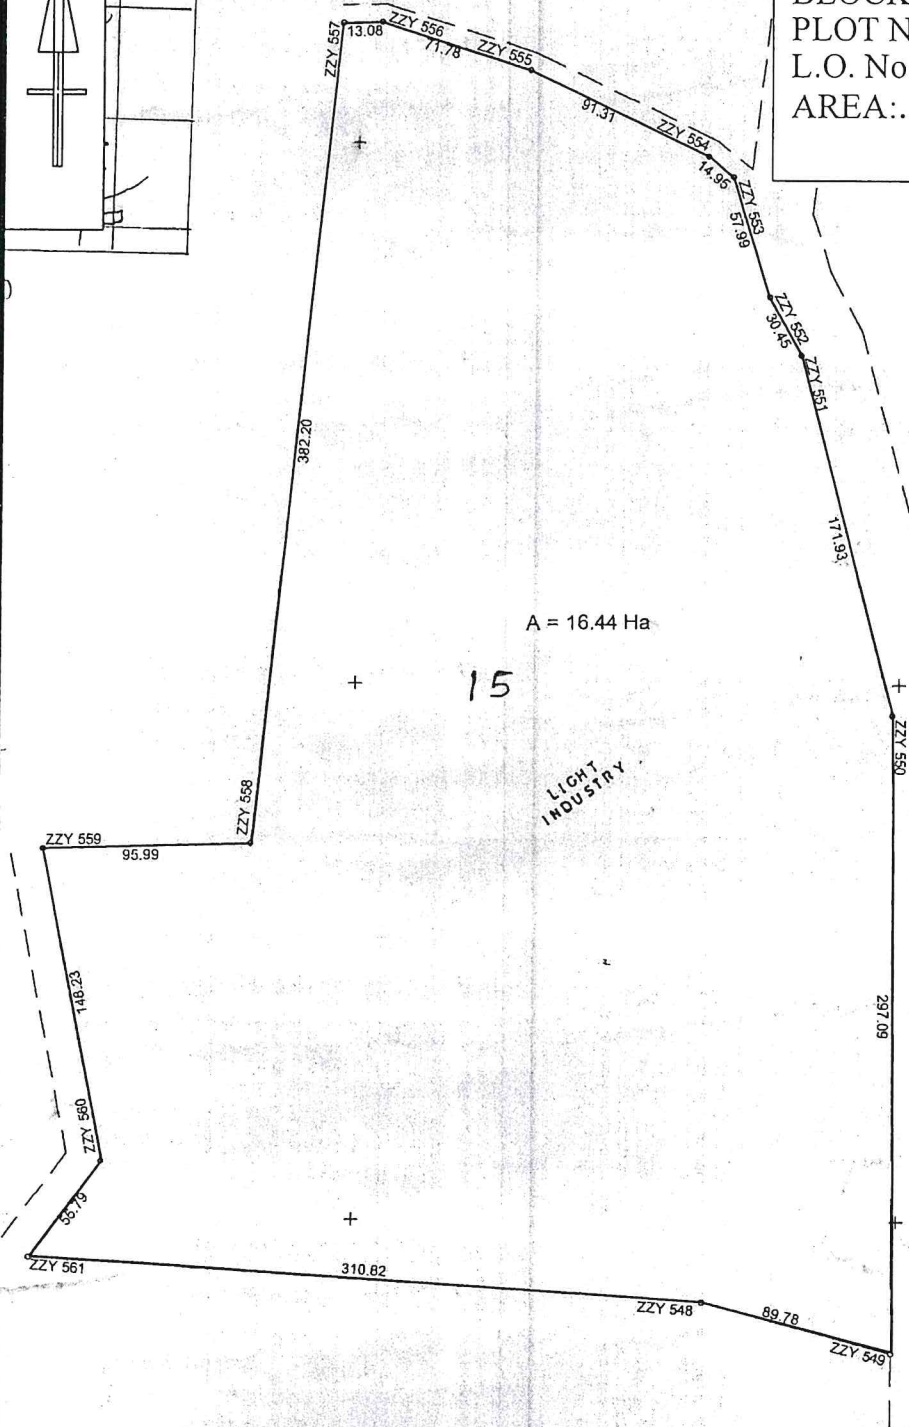 BLOCK
PLOT N
L.O. No
AREA:.
ZZY 557
13.08
ZZY 556
71.78
ZZY 555
91.31
ZZY 554
14.95
ZZY 553
57.99
ZZY 552
30.45
ZZY 551
382.20
171.93
A = 16.44 Ha
15
ZZY 550
LIGHT
INDUSTRY
ZZY 558
ZZY 559
95.99
148.23
297.09
ZZY 560
55.79
ZZY 561
310.82
ZZY 548
89.78
ZZY 549